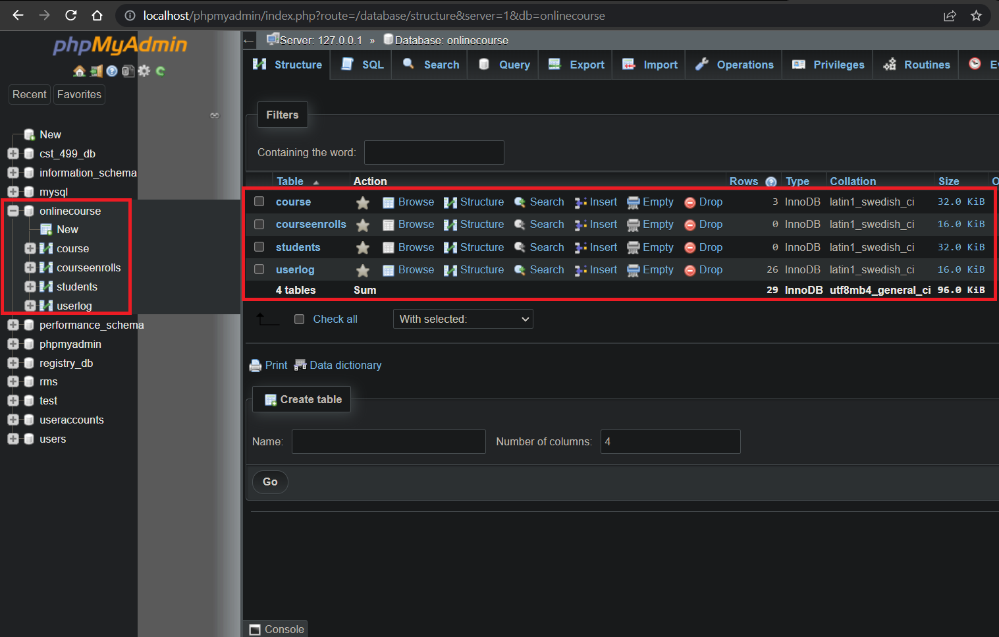 localhost/phpmyadmin/index.php?route=/database/structure&server=1&db=onlinecourse
phpMyAdmin
Recent Favorites
New
cst_499_db
information_schema
mysql
onlinecourse
New
course
courseenrolls
students
userlog
performance_schema
phpmyadmin
registry_db
rms
test
useraccounts
users
Server: 127.0.0.1 » Database: onlinecourse
Structure SQL Search Query Export Import Operations Privileges Routines
Filters
Containing the word:
Table Action Rows Type Collation Size
course Browse Structure Search Insert Empty Drop 3 InnoDB latin1_swedish_ci 32.0 KiB
courseenrolls Browse Structure Search Insert Empty Drop 0 InnoDB latin1_swedish_ci 16.0 KiB
students Browse Structure Search Insert Empty Drop 0 InnoDB latin1_swedish_ci 32.0 KiB
userlog Browse Structure Search Insert Empty Drop 26 InnoDB latin1_swedish_ci 16.0 KiB
4 tables Sum 29 InnoDB utf8mb4_general_ci 96.0 KiB
Check all With selected:
Print Data dictionary
Create table
Name: Number of columns: 4
Go
Console